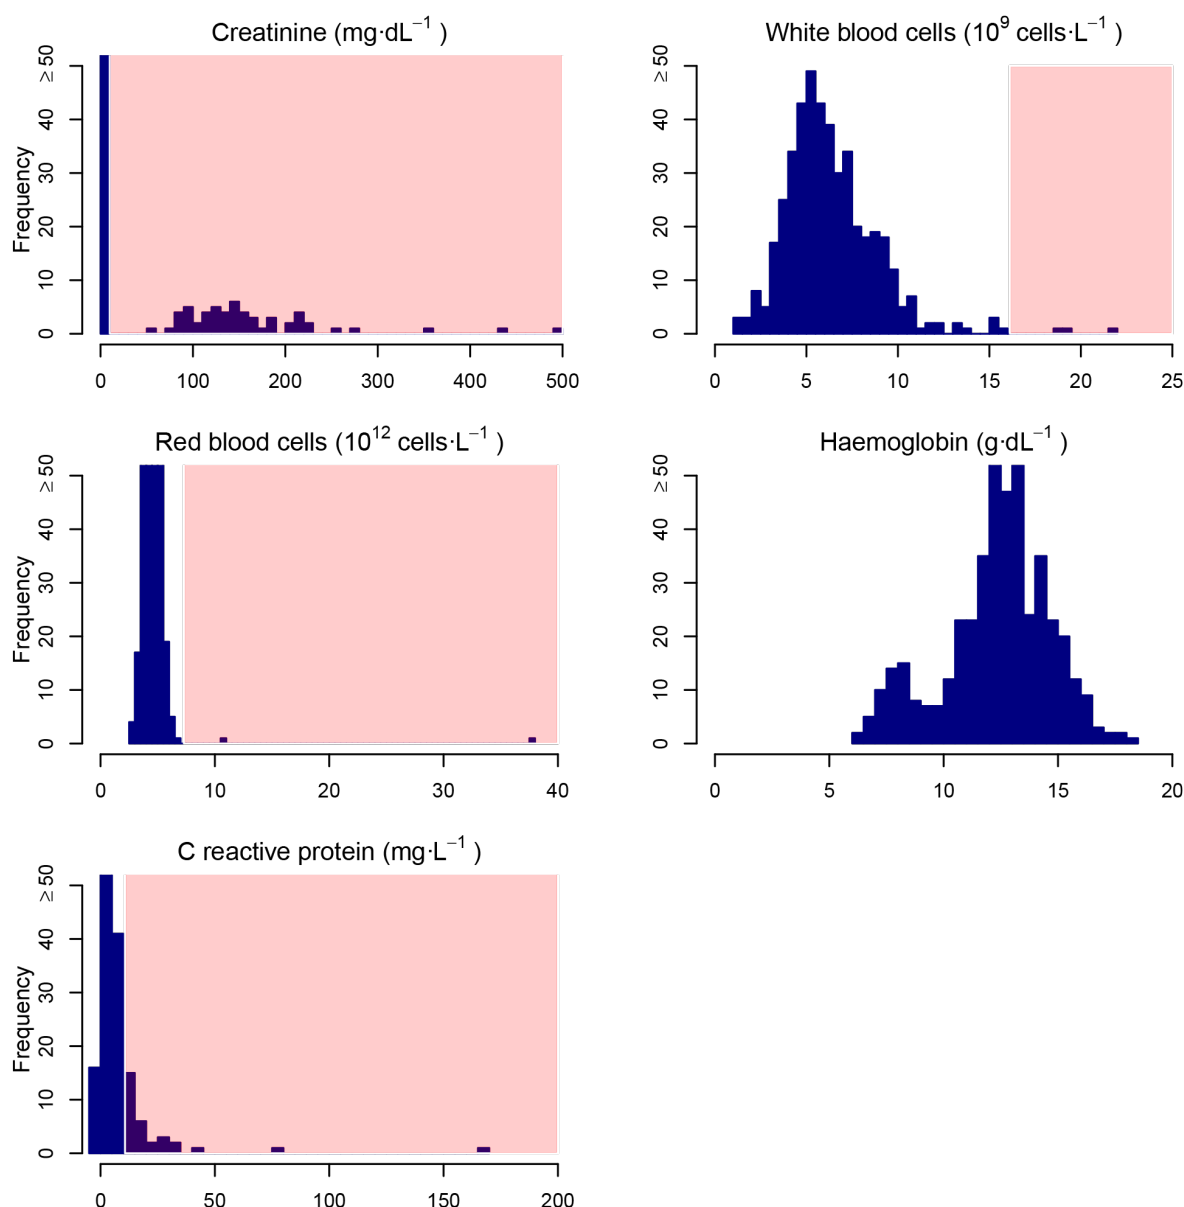 Creatinine (mg·dL⁻¹ )
Frequency
≥50
40
30
20
10
0
0 100 200 300 400 500
White blood cells (10⁹ cells·L⁻¹ )
≥50
40
30
20
10
0
0 5 10 15 20 25
Red blood cells (10¹² cells·L⁻¹ )
Frequency
≥50
40
30
20
10
0
0 10 20 30 40
Haemoglobin (g·dL⁻¹ )
≥50
40
30
20
10
0
0 5 10 15 20
C reactive protein (mg·L⁻¹ )
Frequency
≥50
40
30
20
10
0
0 50 100 150 200